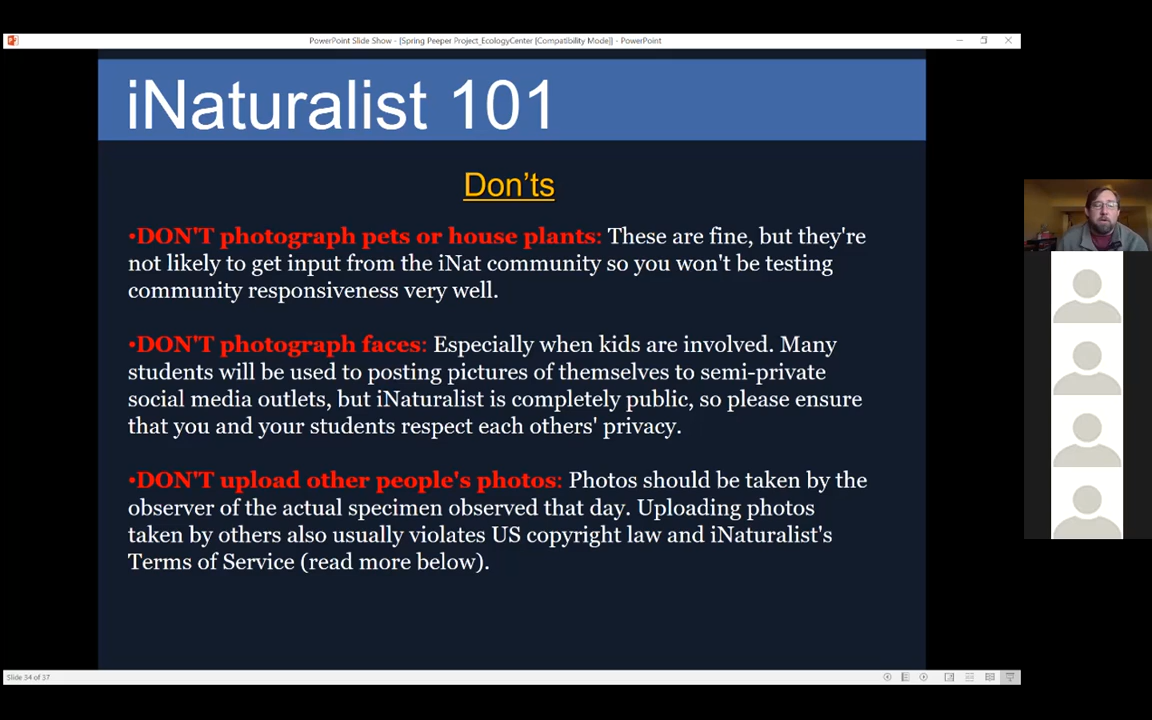 PowerPoint Slide Show - [Spring Peeper Project_EcologyCenter [Compatibility Mode]] - PowerPoint
iNaturalist 101
Don'ts
•DON'T photograph pets or house plants: These are fine, but they're
not likely to get input from the iNat community so you won't be testing
community responsiveness very well.
•DON'T photograph faces: Especially when kids are involved. Many
students will be used to posting pictures of themselves to semi-private
social media outlets, but iNaturalist is completely public, so please ensure
that you and your students respect each others' privacy.
•DON'T upload other people's photos: Photos should be taken by the
observer of the actual specimen observed that day. Uploading photos
taken by others also usually violates US copyright law and iNaturalist's
Terms of Service (read more below).
Slide 34 of 37